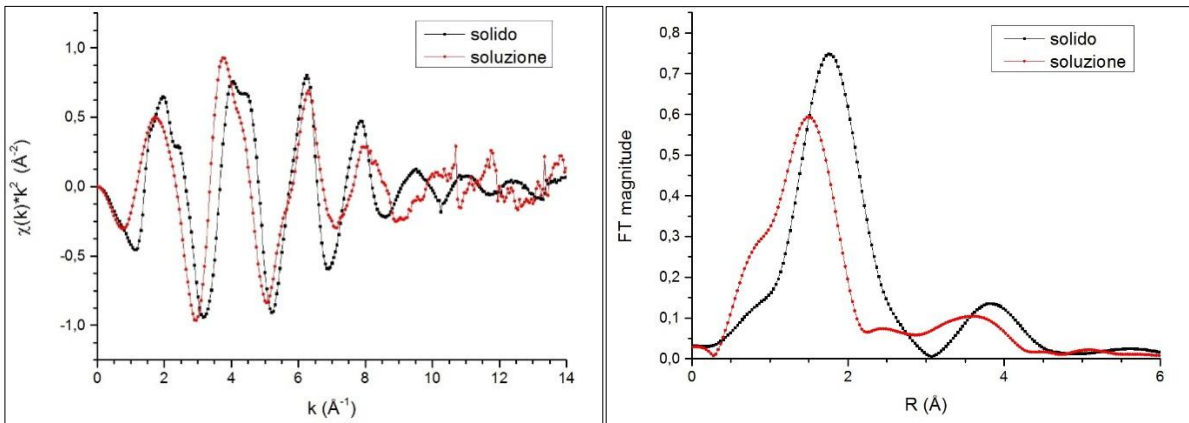 solido
soluzione
1,0
0,5
0,0
-0,5
-1,0
χ(k)*k² (Å⁻²)
0 2 4 6 8 10 12 14
k (Å⁻¹)
solido
soluzione
0,8
0,7
0,6
0,5
0,4
0,3
0,2
0,1
0,0
FT magnitude
0 2 4 6
R (Å)